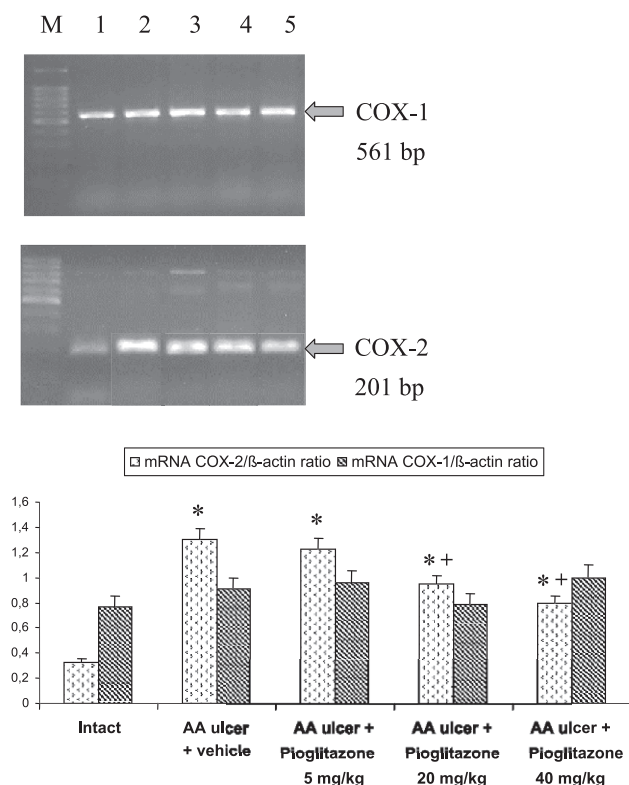 M 1 2 3 4 5
COX-1
561 bp
COX-2
201 bp
mRNA COX-2/ß-actin ratio mRNA COX-1/ß-actin ratio
1,6
1,4
1,2
1
0,8
0,6
0,4
0,2
0
* * * + * +
Intact AA ulcer AA ulcer + AA ulcer + AA ulcer +
+ vehicle Pioglitazone Pioglitazone Pioglitazone
5 mg/kg 20 mg/kg 40 mg/kg